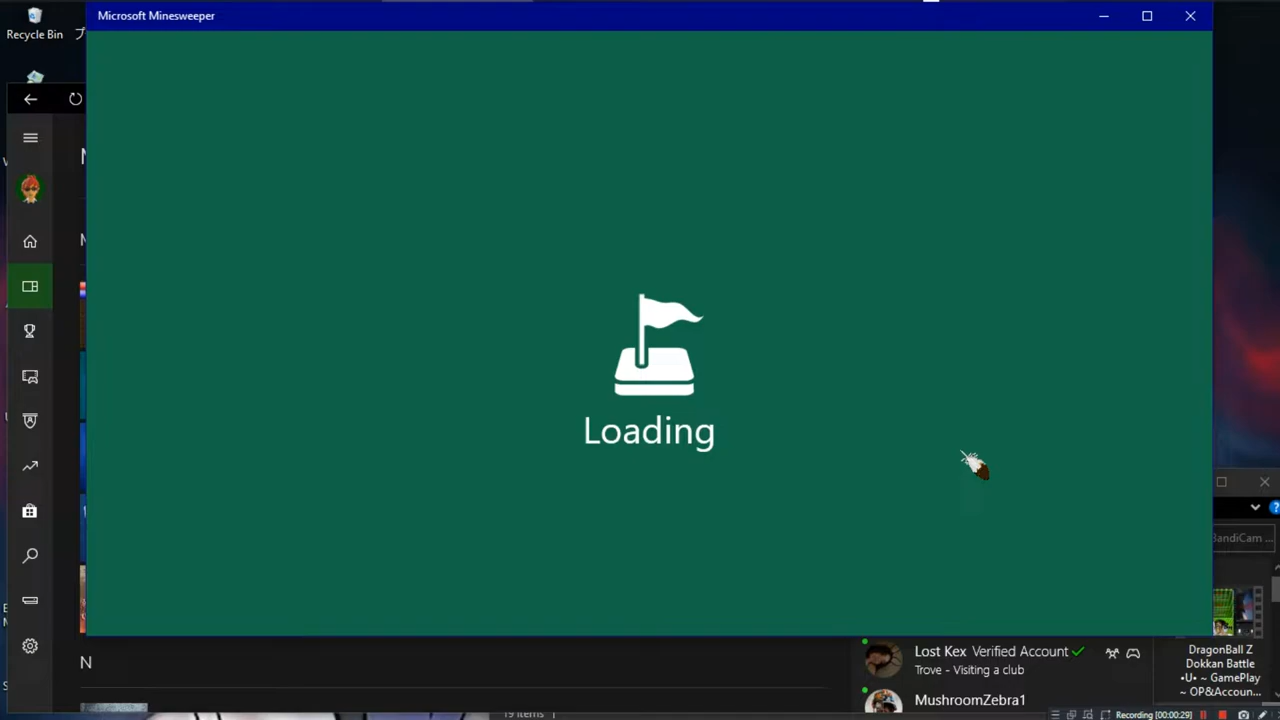 Microsoft Minesweeper
Recycle Bin
Loading
BandiCam ...
N
Lost Kex Verified Account
Trove - Visiting a club
MushroomZebra1
DragonBall Z
Dokkan Battle
•U• ~ GamePlay
~ OP&Accoun...
19 items
Recording [00:00:29]